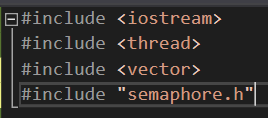 #include <iostream>
#include <thread>
#include <vector>
#include "semaphore.h"